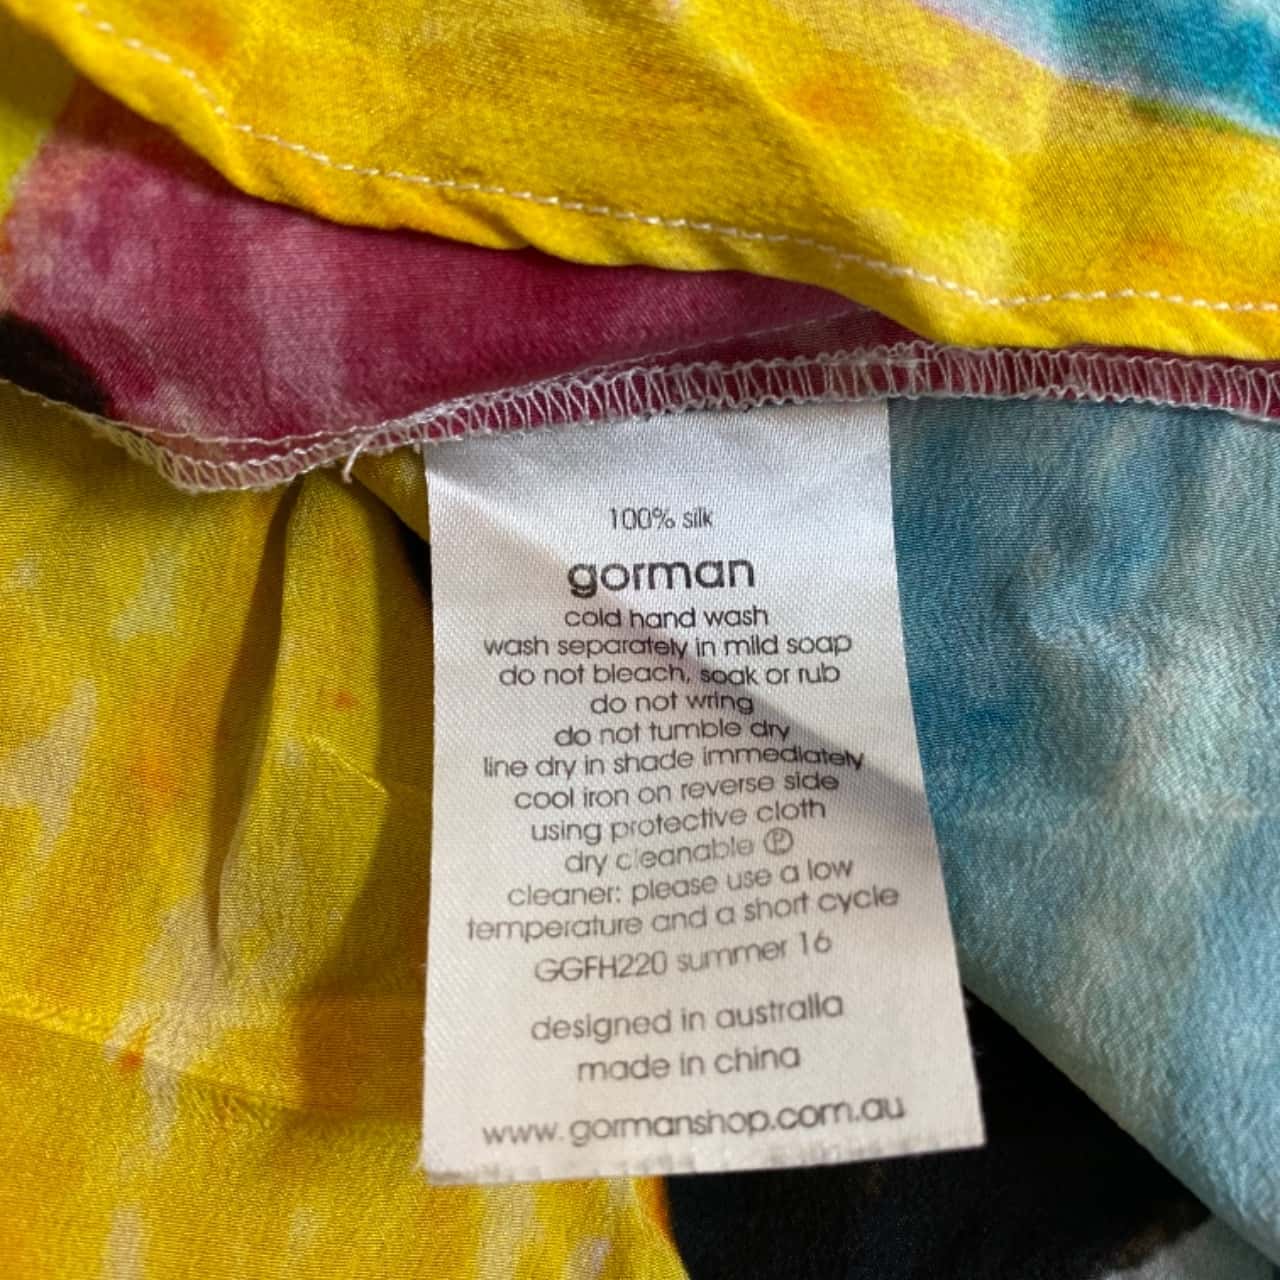 100% silk
gorman
cold hand wash
wash separately in mild soap
do not bleach, soak or rub
do not wring
do not tumble dry
line dry in shade immediately
cool iron on reverse side
using protective cloth
dry cleanable Ⓟ
cleaner: please use a low
temperature and a short cycle
GGFH220 summer 16
designed in australia
made in china
www.gormanshop.com.au